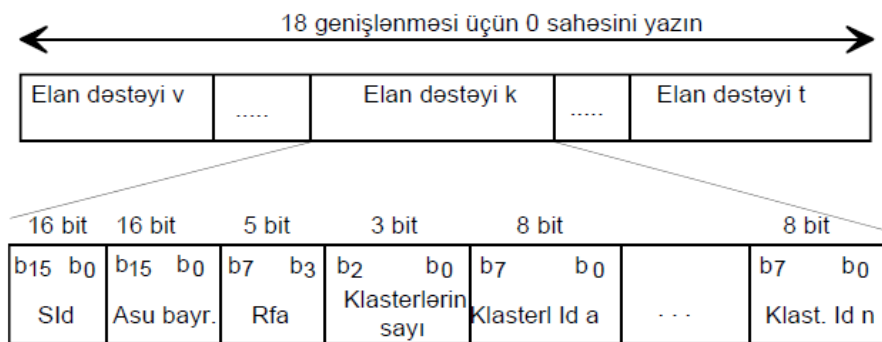 18 genişlənməsi üçün 0 sahəsini yazın
Elan dəstəyi v ..... Elan dəstəyi k ..... Elan dəstəyi t
16 bit 16 bit 5 bit 3 bit 8 bit 8 bit
b15 b0 b15 b0 b7 b3 b2 b0 b7 b0 b7 b0
SId Asu bayr. Rfa Klasterlərin sayı Klasterl Id a . . . Klast. Id n